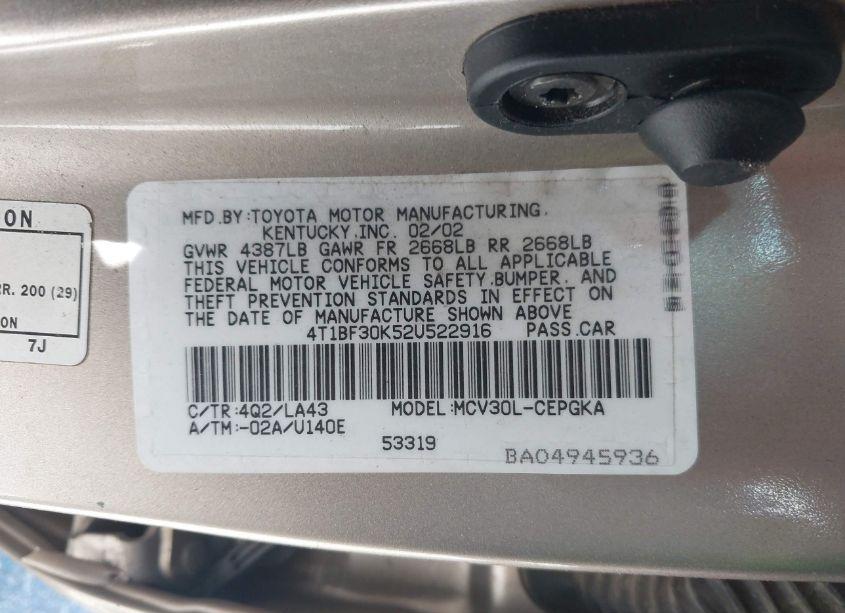 ION
RR. 200 (29)
ION
7J
MFD.BY:TOYOTA MOTOR MANUFACTURING.
KENTUCKY.INC. 02/02
GVWR 4387LB GAWR FR 2668LB RR 2668LB
THIS VEHICLE CONFORMS TO ALL APPLICABLE
FEDERAL MOTOR VEHICLE SAFETY.BUMPER. AND
THEFT PREVENTION STANDARDS IN EFFECT ON
THE DATE OF MANUFACTURE SHOWN ABOVE
4T1BF30K52U522916 PASS.CAR
C/TR:4Q2/LA43 MODEL:MCV30L-CEPGKA
A/TM:-02A/U140E
53319
BA04945936